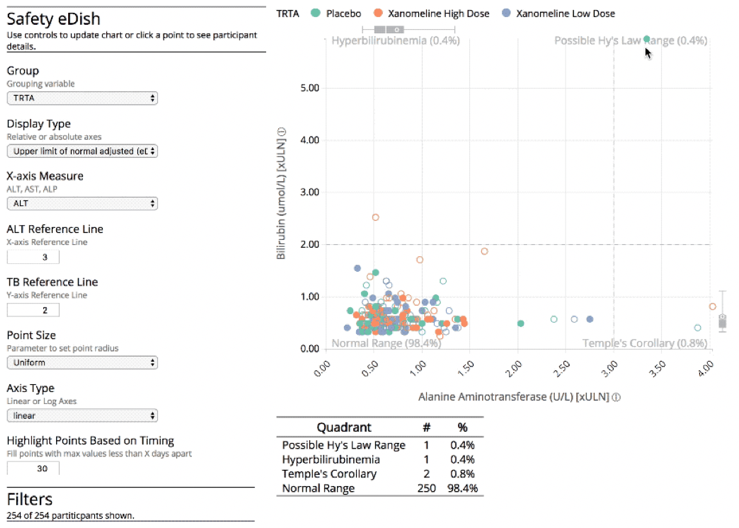 Safety eDish
Use controls to update chart or click a point to see participant
details.
Group
Grouping variable
TRTA
Display Type
Relative or absolute axes
Upper limit of normal adjusted (eD
X-axis Measure
ALT, AST, ALP
ALT
ALT Reference Line
X-axis Reference Line
3
TB Reference Line
Y-axis Reference Line
2
Point Size
Parameter to set point radius
Uniform
Axis Type
Linear or Log Axes
linear
Highlight Points Based on Timing
Fill points with max values less than X days apart
30
Filters
254 of 254 partiticpants shown.
TRTA Placebo Xanomeline High Dose Xanomeline Low Dose
Hyperbilirubinemia (0.4%) Possible Hy's Law Range (0.4%)
5.00
4.00
3.00
2.00
1.00
0.00
Bilirubin (umol/L) [xULN] ⓘ
Normal Range (98.4%) Temple's Corollary (0.8%)
0.00 0.50 1.00 1.50 2.00 2.50 3.00 3.50 4.00
Alanine Aminotransferase (U/L) [xULN] ⓘ
Quadrant # %
Possible Hy's Law Range 1 0.4%
Hyperbilirubinemia 1 0.4%
Temple's Corollary 2 0.8%
Normal Range 250 98.4%